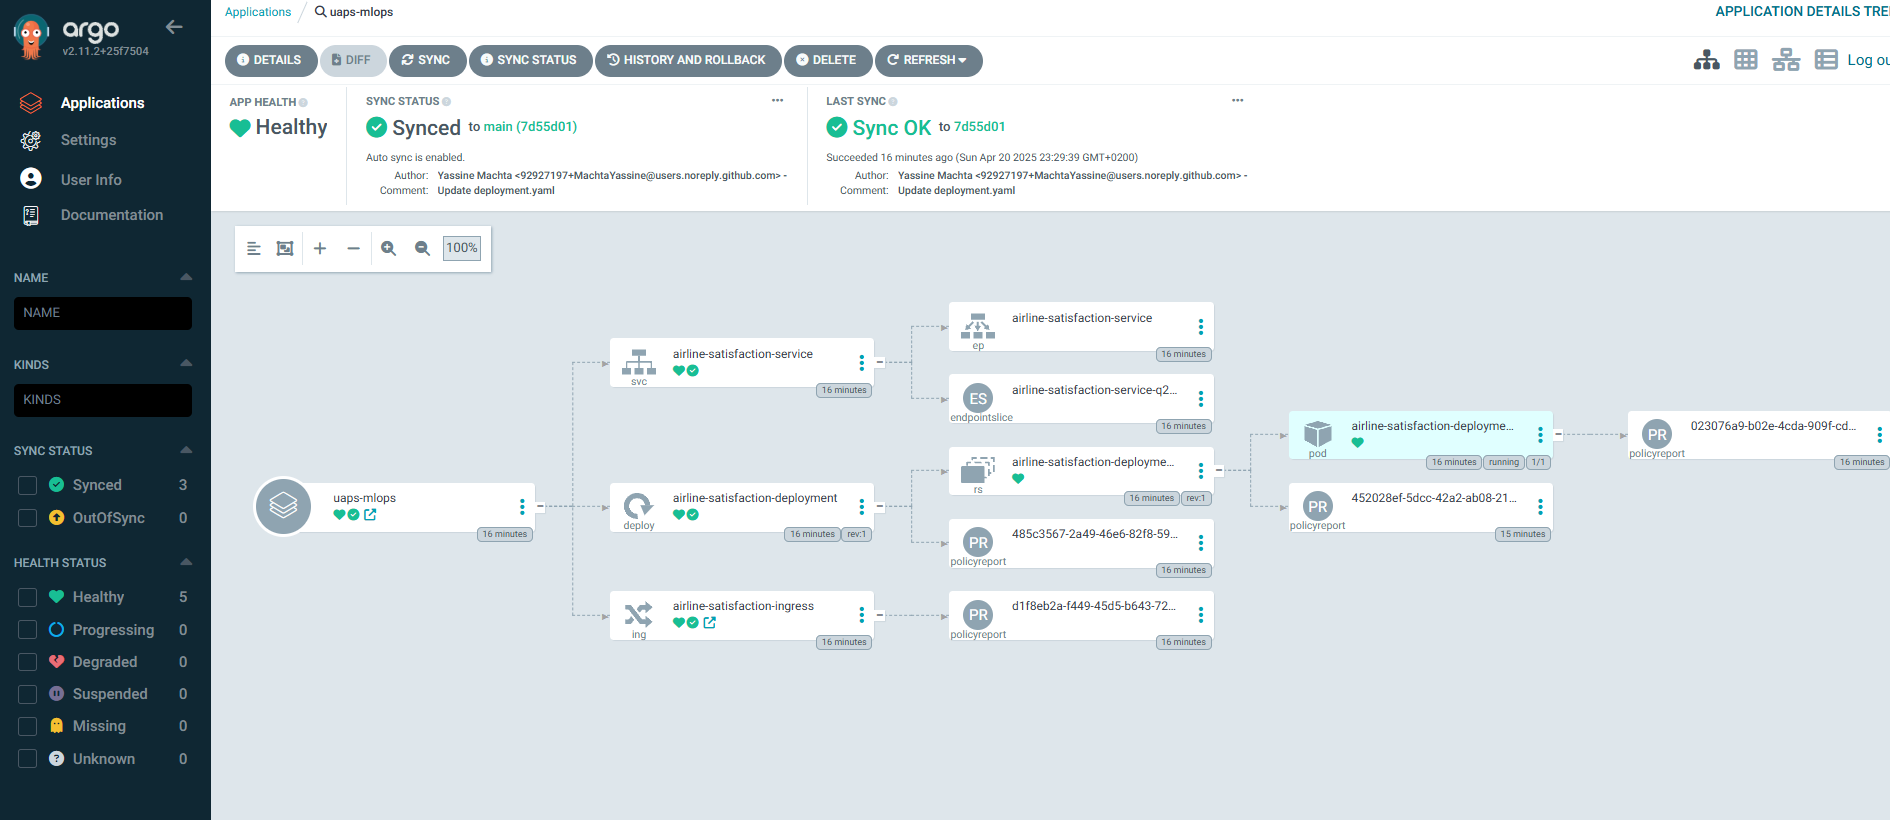 argo
v2.11.2+25f7504
Applications
Settings
User Info
Documentation
NAME
NAME
KINDS
KINDS
SYNC STATUS
Synced 3
OutOfSync 0
HEALTH STATUS
Healthy 5
Progressing 0
Degraded 0
Suspended 0
Missing 0
Unknown 0
Applications / uaps-mlops
APPLICATION DETAILS TRE
DETAILS DIFF SYNC SYNC STATUS HISTORY AND ROLLBACK DELETE REFRESH
Log ou
APP HEALTH
Healthy
SYNC STATUS
Synced to main (7d55d01)
Auto sync is enabled.
Author: Yassine Machta <92927197+MachtaYassine@users.noreply.github.com> -
Comment: Update deployment.yaml
LAST SYNC
Sync OK to 7d55d01
Succeeded 16 minutes ago (Sun Apr 20 2025 23:29:39 GMT+0200)
Author: Yassine Machta <92927197+MachtaYassine@users.noreply.github.com> -
Comment: Update deployment.yaml
100%
uaps-mlops
16 minutes
airline-satisfaction-service
svc
16 minutes
airline-satisfaction-deployment
deploy
16 minutes rev:1
airline-satisfaction-ingress
ing
16 minutes
airline-satisfaction-service
ep
16 minutes
ES
airline-satisfaction-service-q2...
endpointslice
16 minutes
airline-satisfaction-deployme...
rs
16 minutes rev:1
PR
485c3567-2a49-46e6-82f8-59...
policyreport
16 minutes
PR
d1f8eb2a-f449-45d5-b643-72...
policyreport
16 minutes
airline-satisfaction-deployme...
pod
16 minutes running 1/1
PR
452028ef-5dcc-42a2-ab08-21...
policyreport
15 minutes
PR
023076a9-b02e-4cda-909f-cd...
policyreport
16 minutes